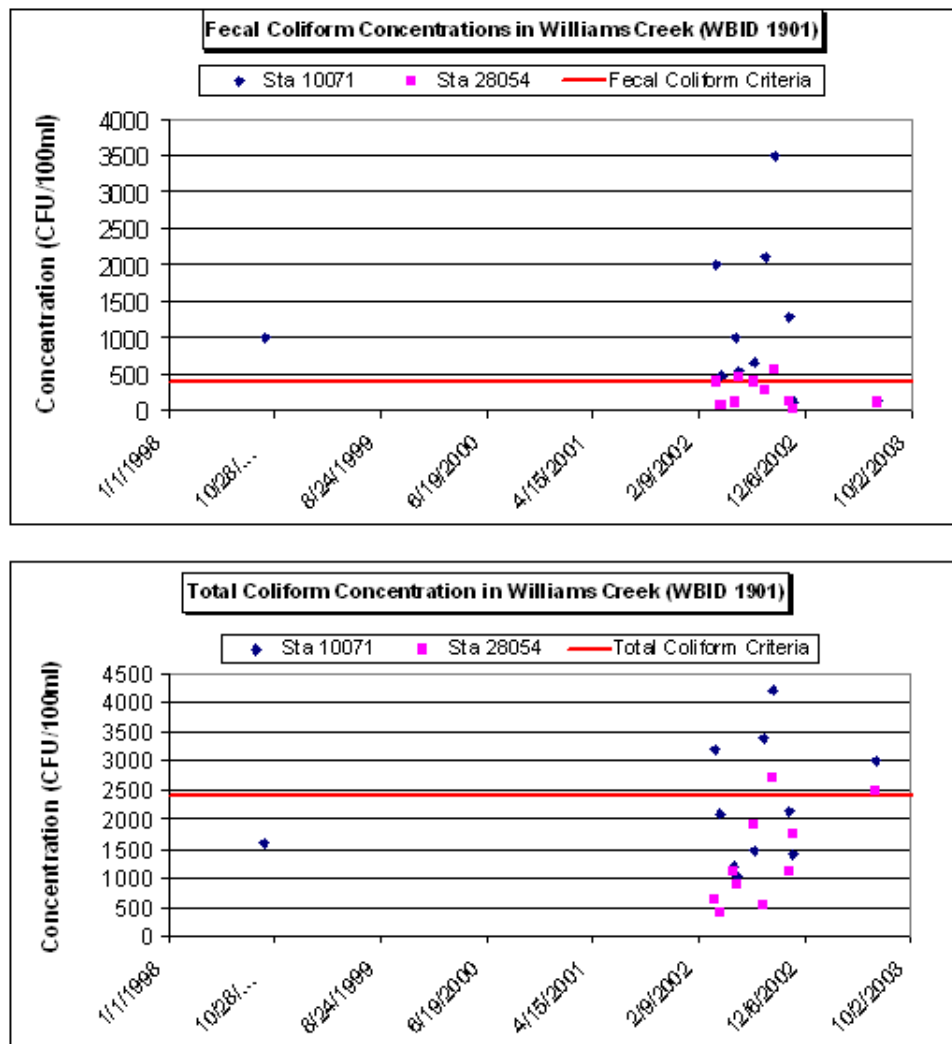 Fecal Coliform Concentrations in Williams Creek (WBID 1901)
Sta 10071 Sta 28054 Fecal Coliform Criteria
Concentration (CFU/100ml)
4000
3500
3000
2500
2000
1500
1000
500
0
1/1/1998 10/28/... 8/24/1999 6/19/2000 4/15/2001 2/9/2002 12/6/2002 10/2/2003
Total Coliform Concentration in Williams Creek (WBID 1901)
Sta 10071 Sta 28054 Total Coliform Criteria
Concentration (CFU/100ml)
4500
4000
3500
3000
2500
2000
1500
1000
500
0
1/1/1998 10/28/... 8/24/1999 6/19/2000 4/15/2001 2/9/2002 12/6/2002 10/2/2003